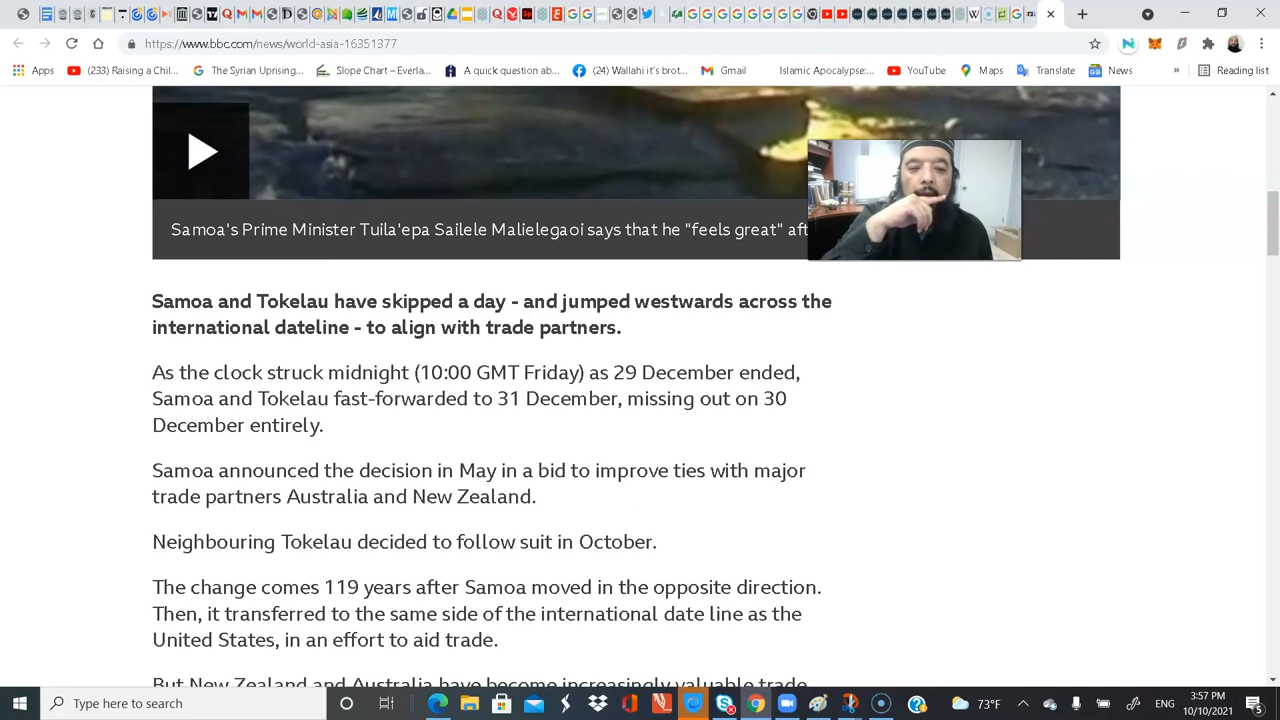 https://www.bbc.com/news/world-asia-16351377
Apps
(233) Raising a Chil...
The Syrian Uprising...
Slope Chart – Everla...
A quick question ab...
(24) Wallahi it's brot...
Gmail
Islamic Apocalypse:...
YouTube
Maps
Translate
News
»
Reading list
Samoa's Prime Minister Tuila'epa Sailele Malielegaoi says that he "feels great" aft
Samoa and Tokelau have skipped a day - and jumped westwards across the
international dateline - to align with trade partners.
As the clock struck midnight (10:00 GMT Friday) as 29 December ended,
Samoa and Tokelau fast-forwarded to 31 December, missing out on 30
December entirely.
Samoa announced the decision in May in a bid to improve ties with major
trade partners Australia and New Zealand.
Neighbouring Tokelau decided to follow suit in October.
The change comes 119 years after Samoa moved in the opposite direction.
Then, it transferred to the same side of the international date line as the
United States, in an effort to aid trade.
But New Zealand and Australia have become increasingly valuable trade
Type here to search
73°F
ENG
3:57 PM
10/10/2021
5